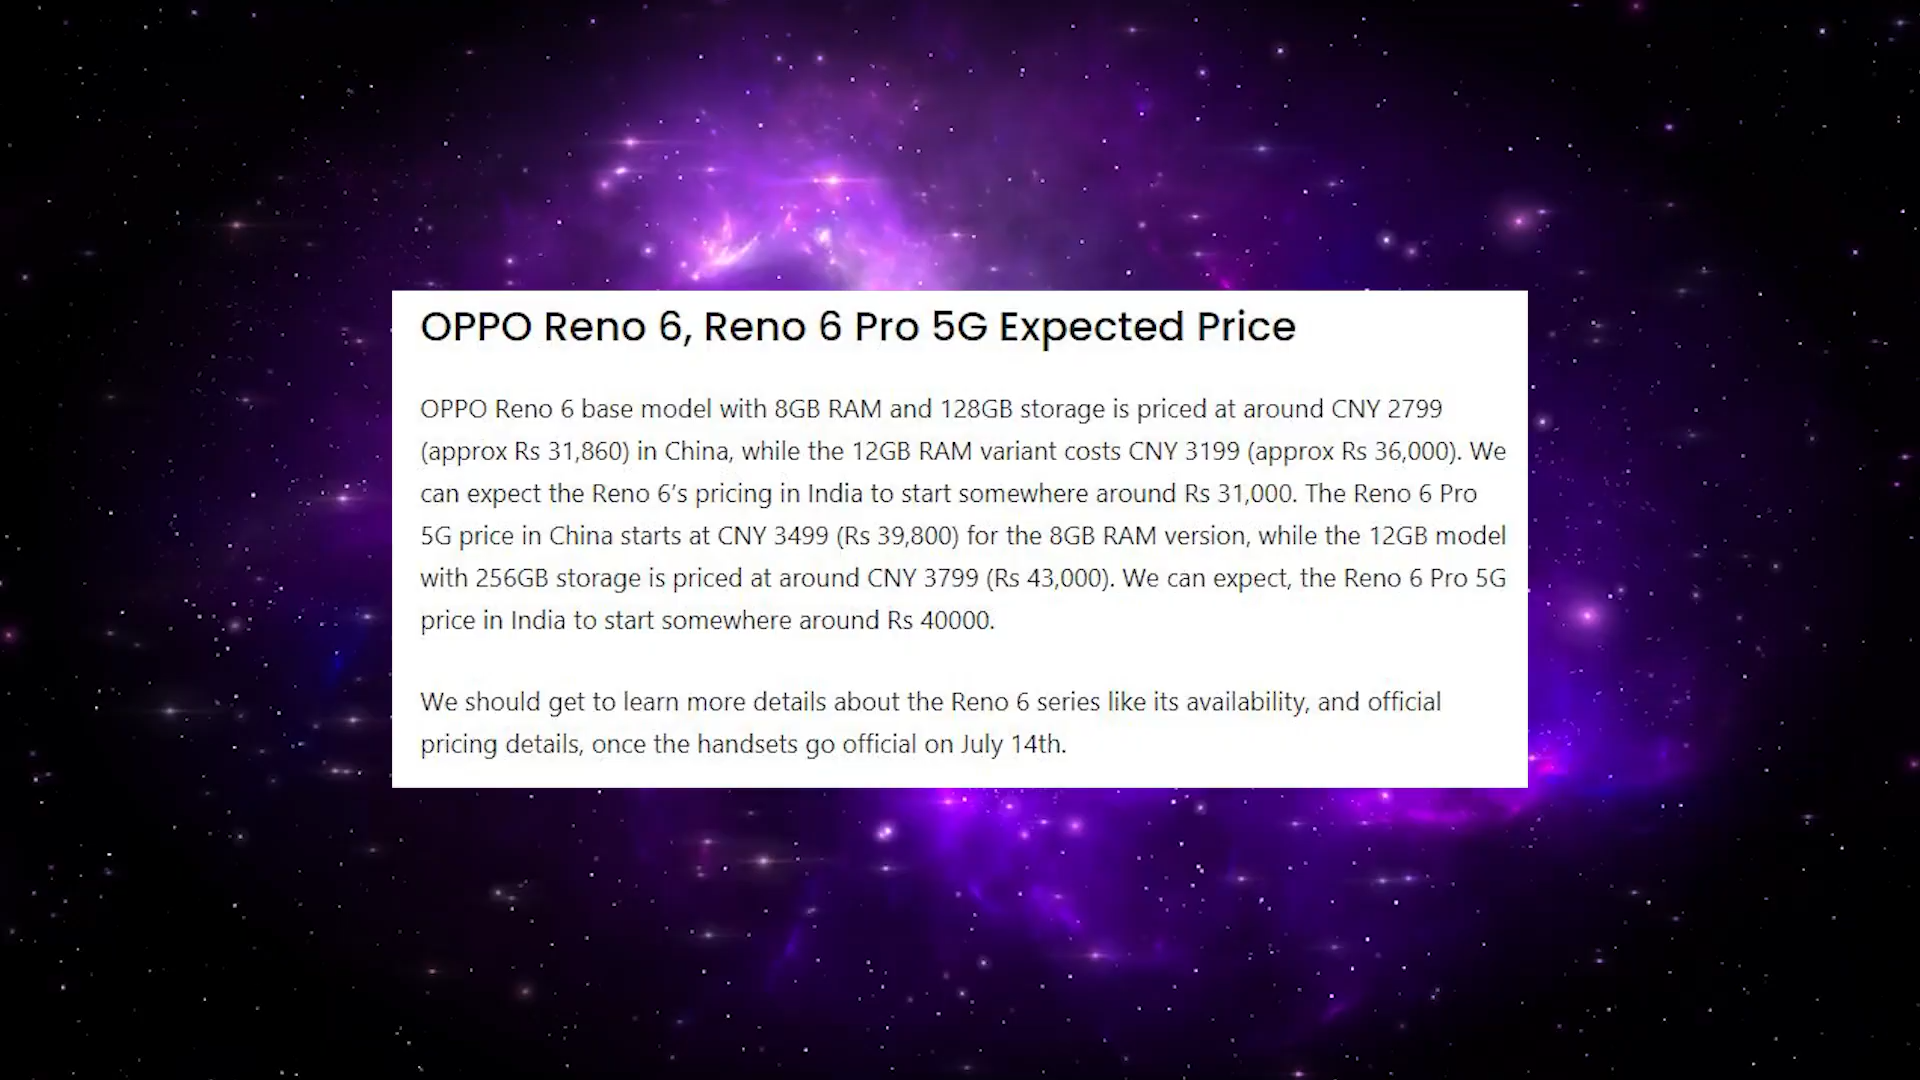 OPPO Reno 6, Reno 6 Pro 5G Expected Price
OPPO Reno 6 base model with 8GB RAM and 128GB storage is priced at around CNY 2799
(approx Rs 31,860) in China, while the 12GB RAM variant costs CNY 3199 (approx Rs 36,000). We
can expect the Reno 6’s pricing in India to start somewhere around Rs 31,000. The Reno 6 Pro
5G price in China starts at CNY 3499 (Rs 39,800) for the 8GB RAM version, while the 12GB model
with 256GB storage is priced at around CNY 3799 (Rs 43,000). We can expect, the Reno 6 Pro 5G
price in India to start somewhere around Rs 40000.
We should get to learn more details about the Reno 6 series like its availability, and official
pricing details, once the handsets go official on July 14th.